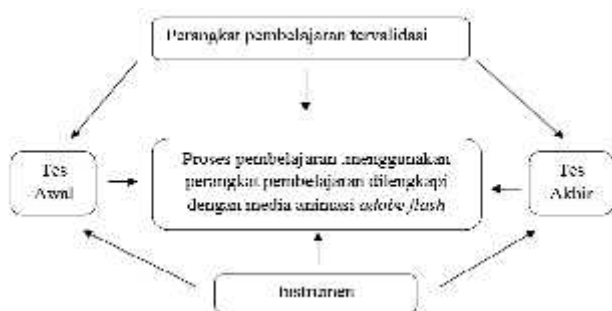 Perangkat pembelajaran tervalidasi
Tes
Awal
Proses pembelajaran menggunakan
perangkat pembelajaran dilengkapi
dengan media animasi adobe flash
Tes
Akhir
Instrumen